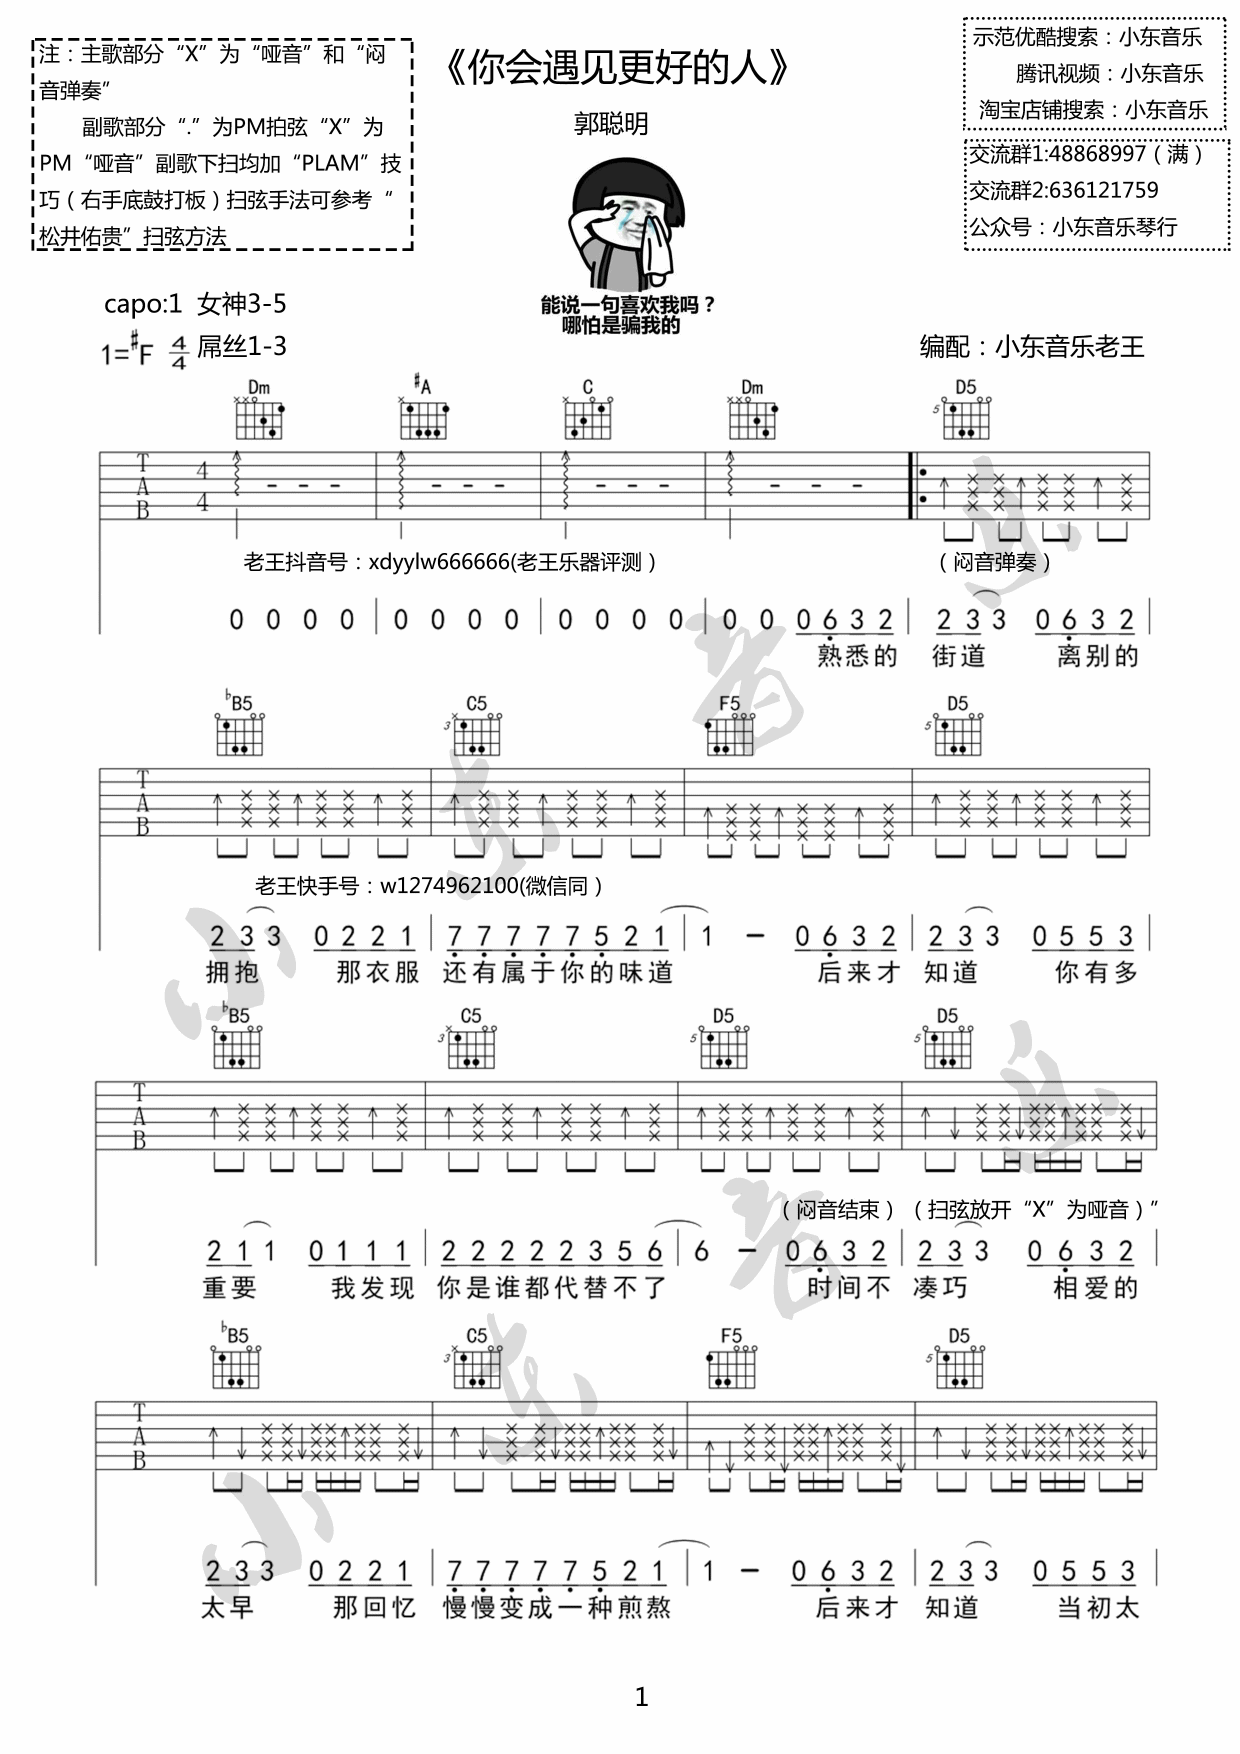 注：主歌部分“X”为“哑音”和“闷
音弹奏”
副歌部分“.”为PM拍弦“X”为
PM“哑音”副歌下扫均加“PLAM”技
巧（右手底鼓打板）扫弦手法可参考“
松井佑贵”扫弦方法
《你会遇见更好的人》
郭聪明
示范优酷搜索：小东音乐
腾讯视频：小东音乐
淘宝店铺搜索：小东音乐
交流群1:48868997（满）
交流群2:636121759
公众号：小东音乐琴行
能说一句喜欢我吗？
哪怕是骗我的
capo:1 女神3-5
1=#F 4/4 屌丝1-3
编配：小东音乐老王
Dm #A C Dm D5
5
T A B 4 4
老王抖音号：xdyylw666666(老王乐器评测）
（闷音弹奏）
0 0 0 0 | 0 0 0 0 | 0 0 0 0 | 0 0 0 6 3 2 | 2 3 3 0 6 3 2 |
熟悉的 街道 离别的
♭B5 C5 F5 D5
3 5
T A B
老王快手号：w1274962100(微信同）
2 3 3 0 2 2 1 | 7 7 7 7 7 5 2 1 | 1 – 0 6 3 2 | 2 3 3 0 5 5 3 |
拥抱 那衣服 还有属于你的味道 后来才 知道 你有多
♭B5 C5 D5 D5
3 5 5
T A B
（闷音结束）（扫弦放开“X”为哑音）”
2 1 1 0 1 1 1 | 2 2 2 2 2 3 5 6 | 6 – 0 6 3 2 | 2 3 3 0 6 3 2 |
重要 我发现 你是谁都代替不了 时间不 凑巧 相爱的
♭B5 C5 F5 D5
3 5
T A B
2 3 3 0 2 2 1 | 7 7 7 7 7 5 2 1 | 1 – 0 6 3 2 | 2 3 3 0 5 5 3 |
太早 那回忆 慢慢变成一种煎熬 后来才 知道 当初太
小东音乐
小东音乐
1